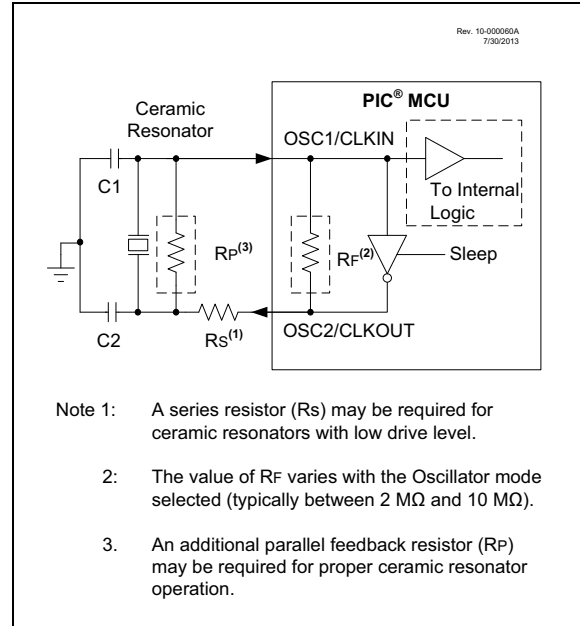 Rev. 10-000060A
7/30/2013
PIC® MCU
Ceramic
Resonator
OSC1/CLKIN
C1
To Internal
Logic
RP(3)
RF(2)
Sleep
C2
RS(1)
OSC2/CLKOUT
Note 1: A series resistor (Rs) may be required for
ceramic resonators with low drive level.
2: The value of RF varies with the Oscillator mode
selected (typically between 2 MΩ and 10 MΩ).
3. An additional parallel feedback resistor (RP)
may be required for proper ceramic resonator
operation.